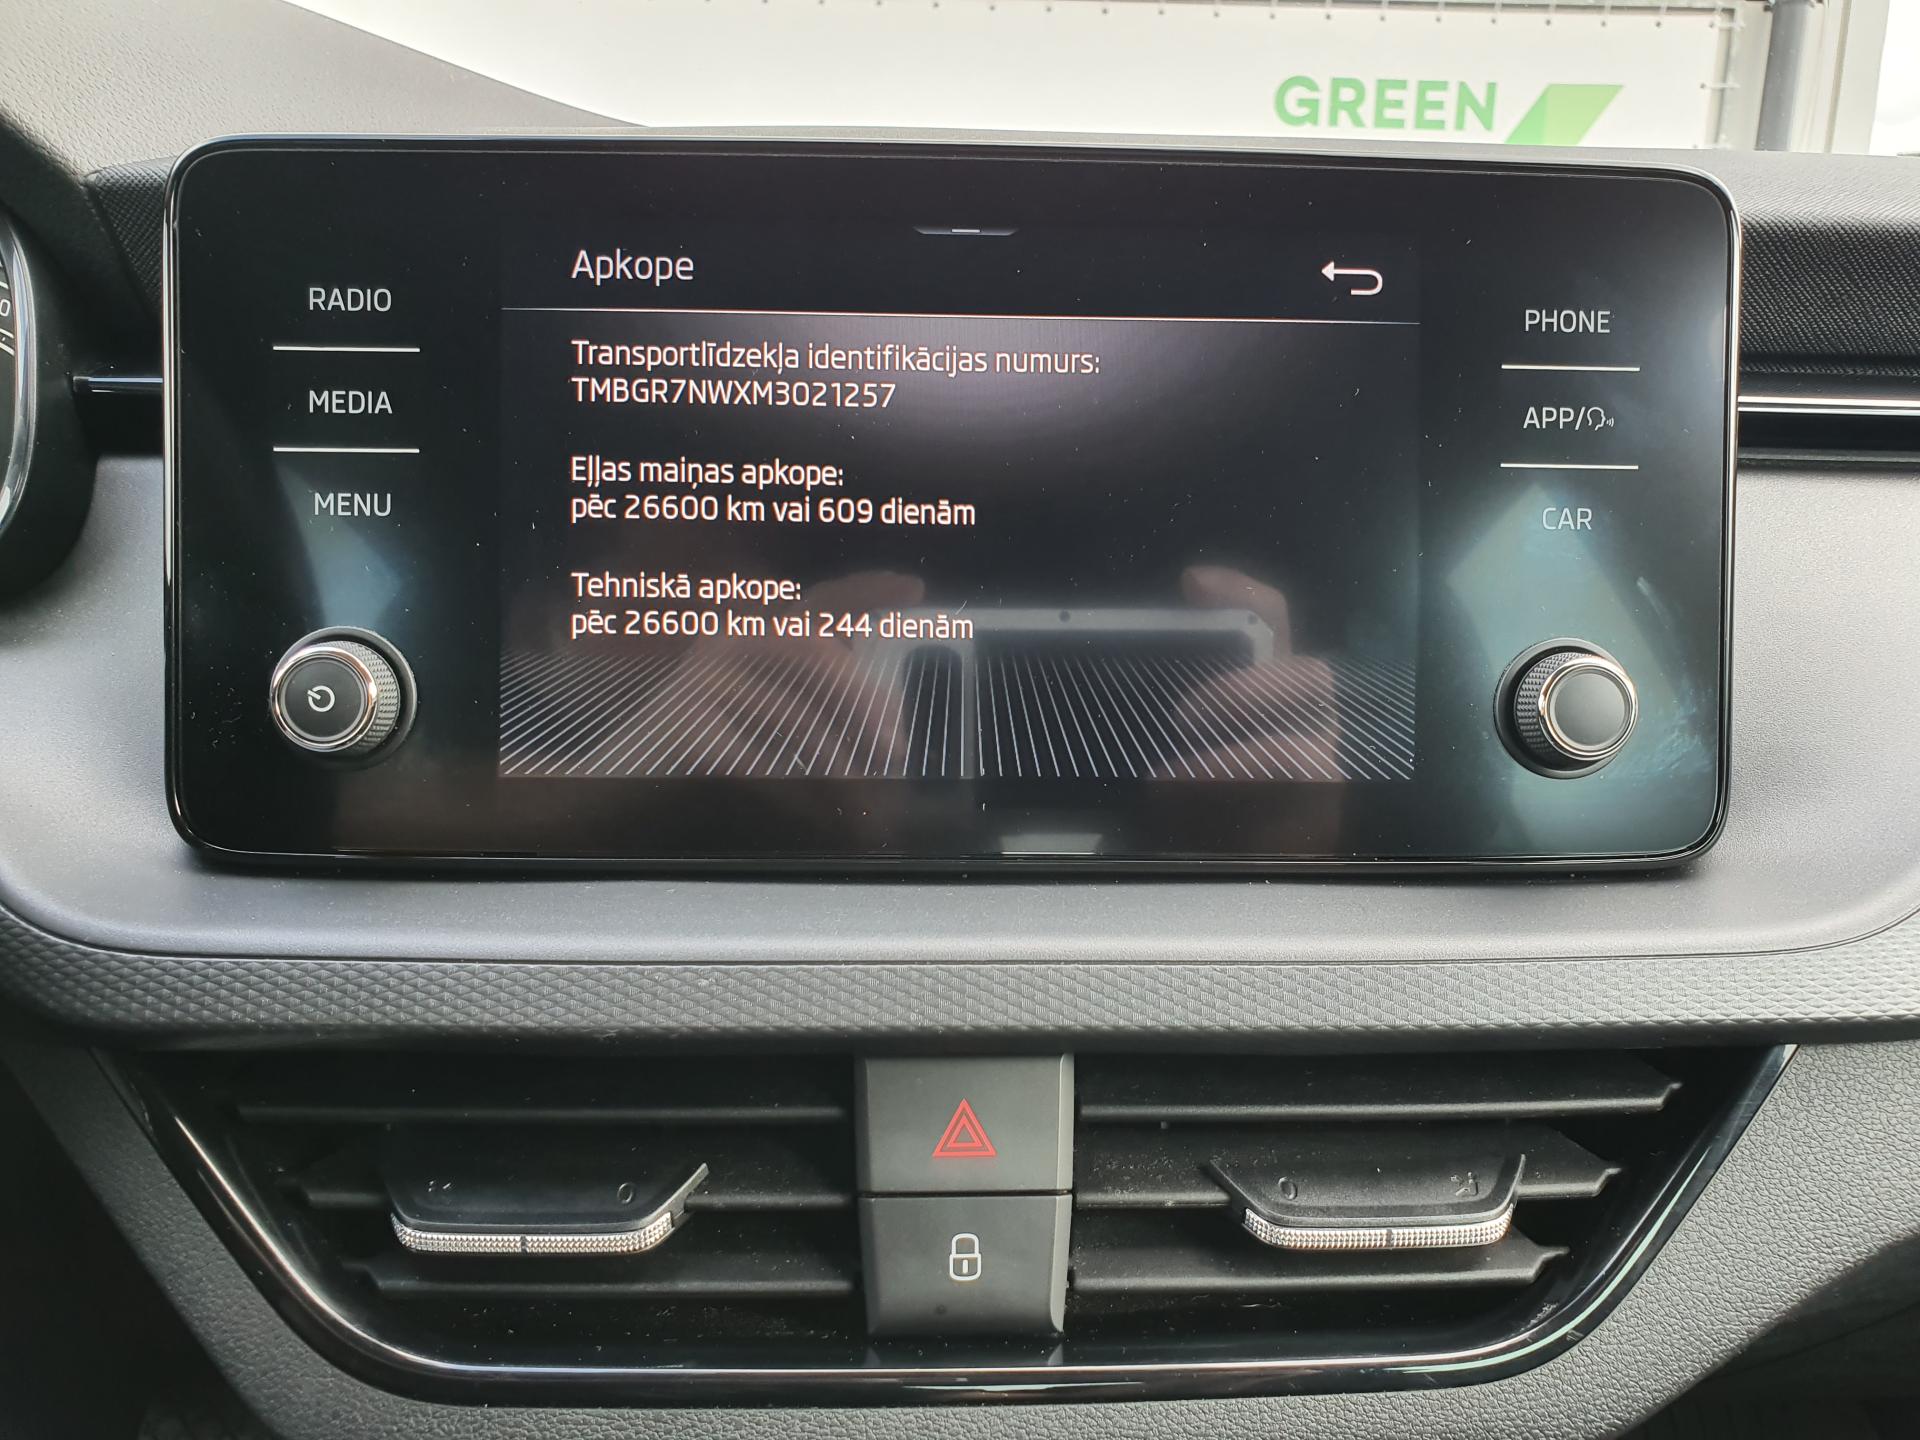 GREEN
Apkope
RADIO
MEDIA
MENU
Transportlīdzekļa identifikācijas numurs:
TMBGR7NWXM3021257
Eļļas maiņas apkope:
pēc 26600 km vai 609 dienām
Tehniskā apkope:
pēc 26600 km vai 244 dienām
PHONE
APP/
CAR